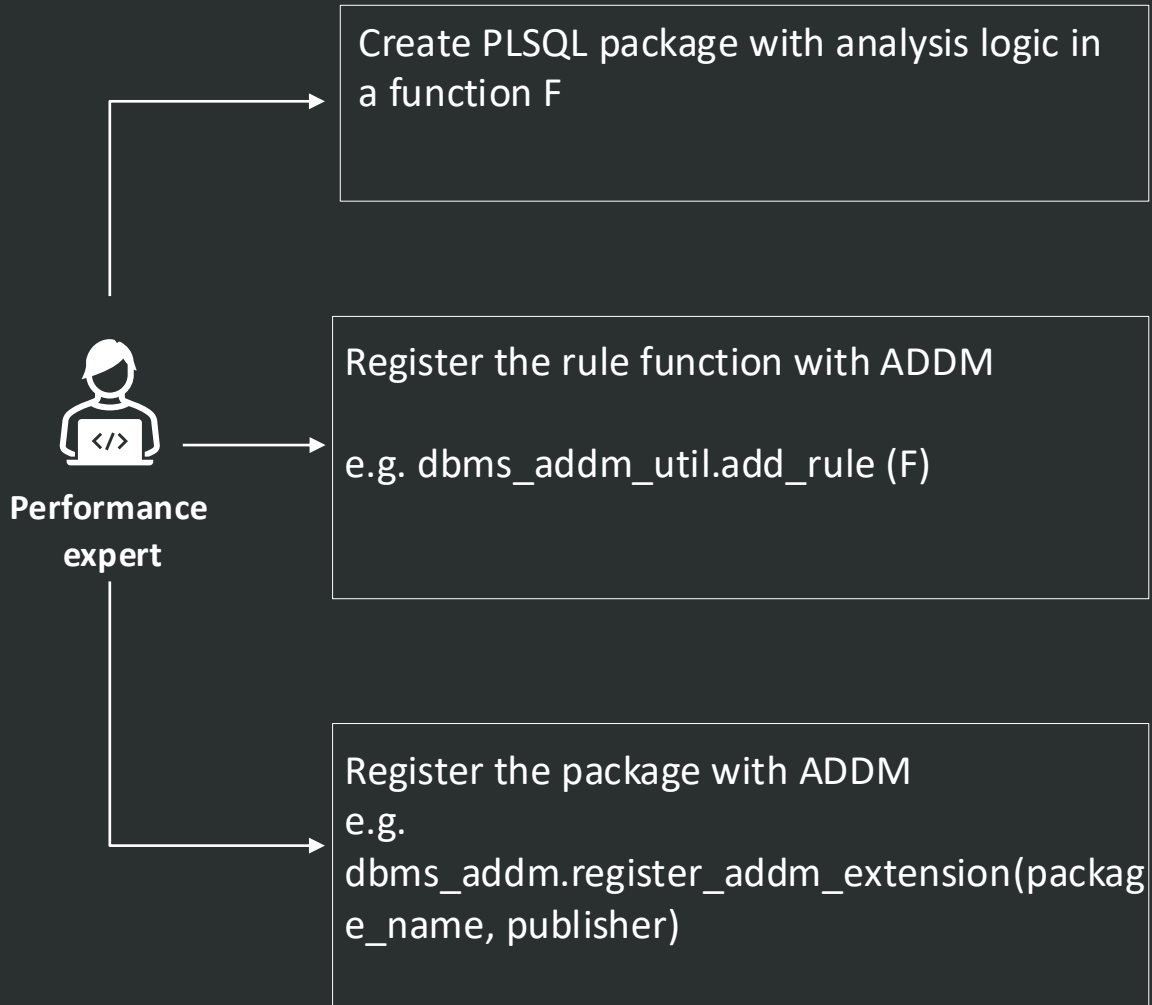 Create PLSQL package with analysis logic in
a function F
Register the rule function with ADDM
e.g. dbms_addm_util.add_rule (F)
</>
Performance
expert
Register the package with ADDM
e.g.
dbms_addm.register_addm_extension(packag
e_name, publisher)